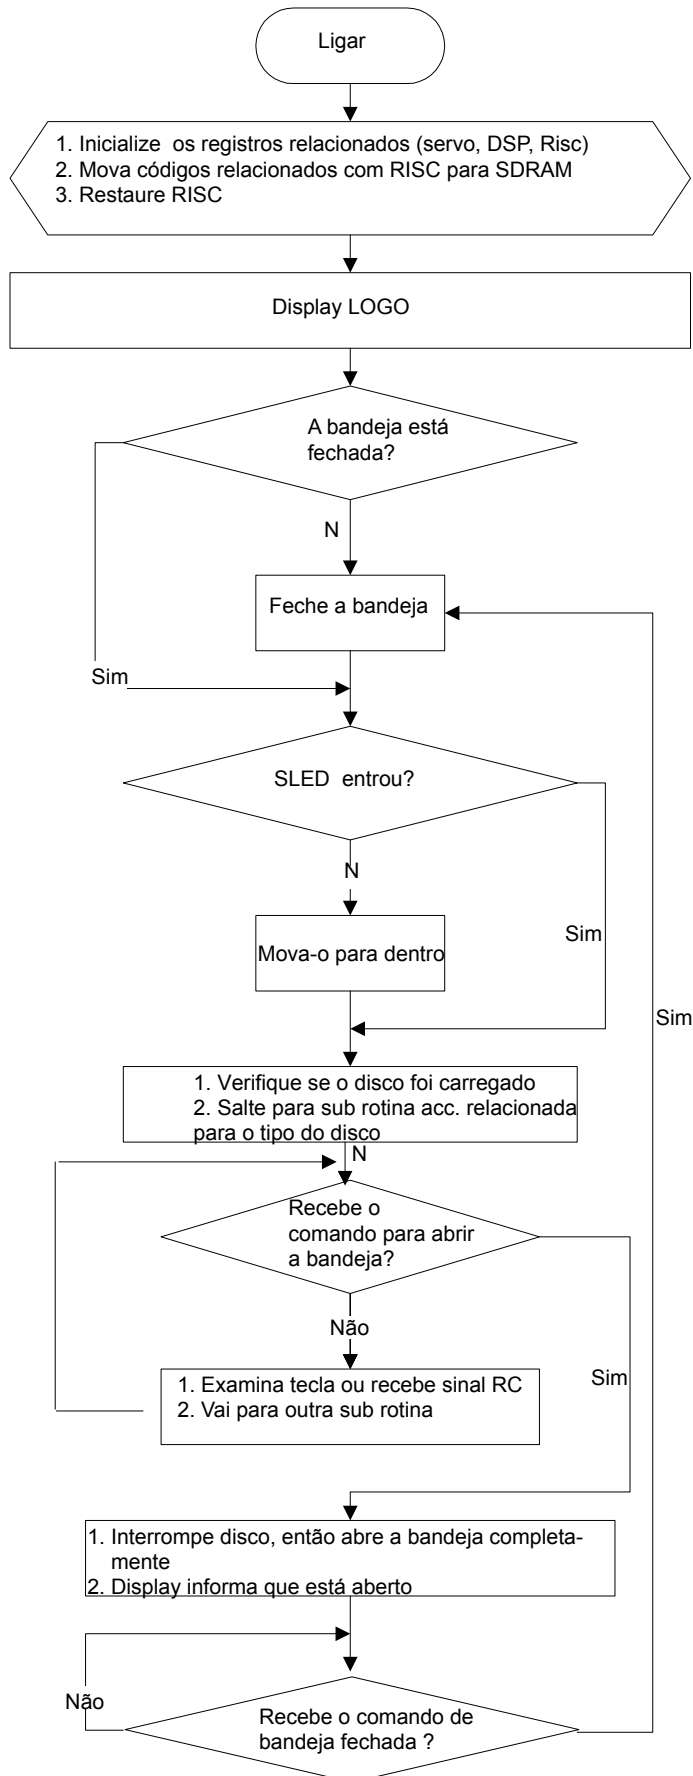 Ligar
1. Inicialize os registros relacionados (servo, DSP, Risc)
2. Mova códigos relacionados com RISC para SDRAM
3. Restaure RISC
Display LOGO
A bandeja está
fechada?
N
Feche a bandeja
Sim
SLED entrou?
N
Sim
Mova-o para dentro
Sim
1. Verifique se o disco foi carregado
2. Salte para sub rotina acc. relacionada
para o tipo do disco
N
Recebe o
comando para abrir
a bandeja?
Não
Sim
1. Examina tecla ou recebe sinal RC
2. Vai para outra sub rotina
1. Interrompe disco, então abre a bandeja completa-
mente
2. Display informa que está aberto
Não
Recebe o comando de
bandeja fechada ?